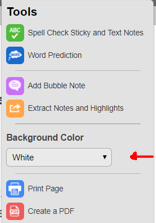 Tools
ABC
Spell Check Sticky and Text Notes
Word Prediction
Add Bubble Note
Extract Notes and Highlights
Background Color
White
Print Page
Create a PDF